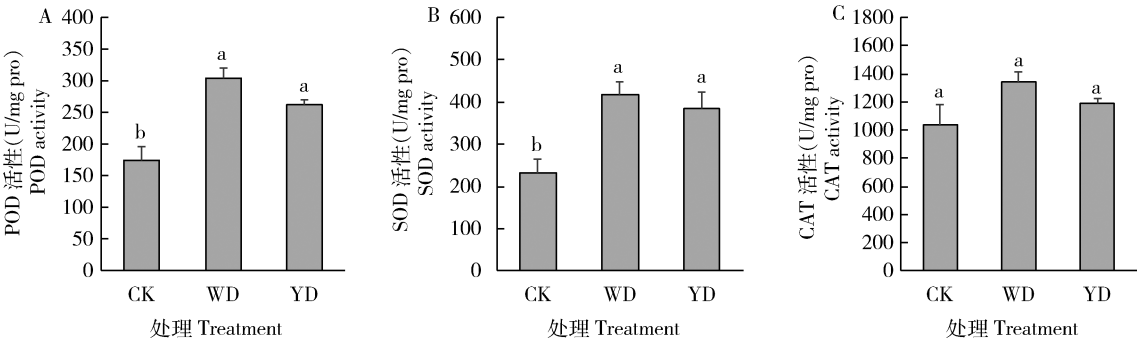 A
POD 活性(U/mg pro)
POD activity
400
350
300
250
200
150
100
50
0
b
a
a
CK WD YD
处理 Treatment
B
SOD 活性(U/mg pro)
SOD activity
600
500
400
300
200
100
0
b
a
a
CK WD YD
处理 Treatment
C
CAT 活性(U/mg pro)
CAT activity
1800
1600
1400
1200
1000
800
600
400
200
0
a
a
a
CK WD YD
处理 Treatment